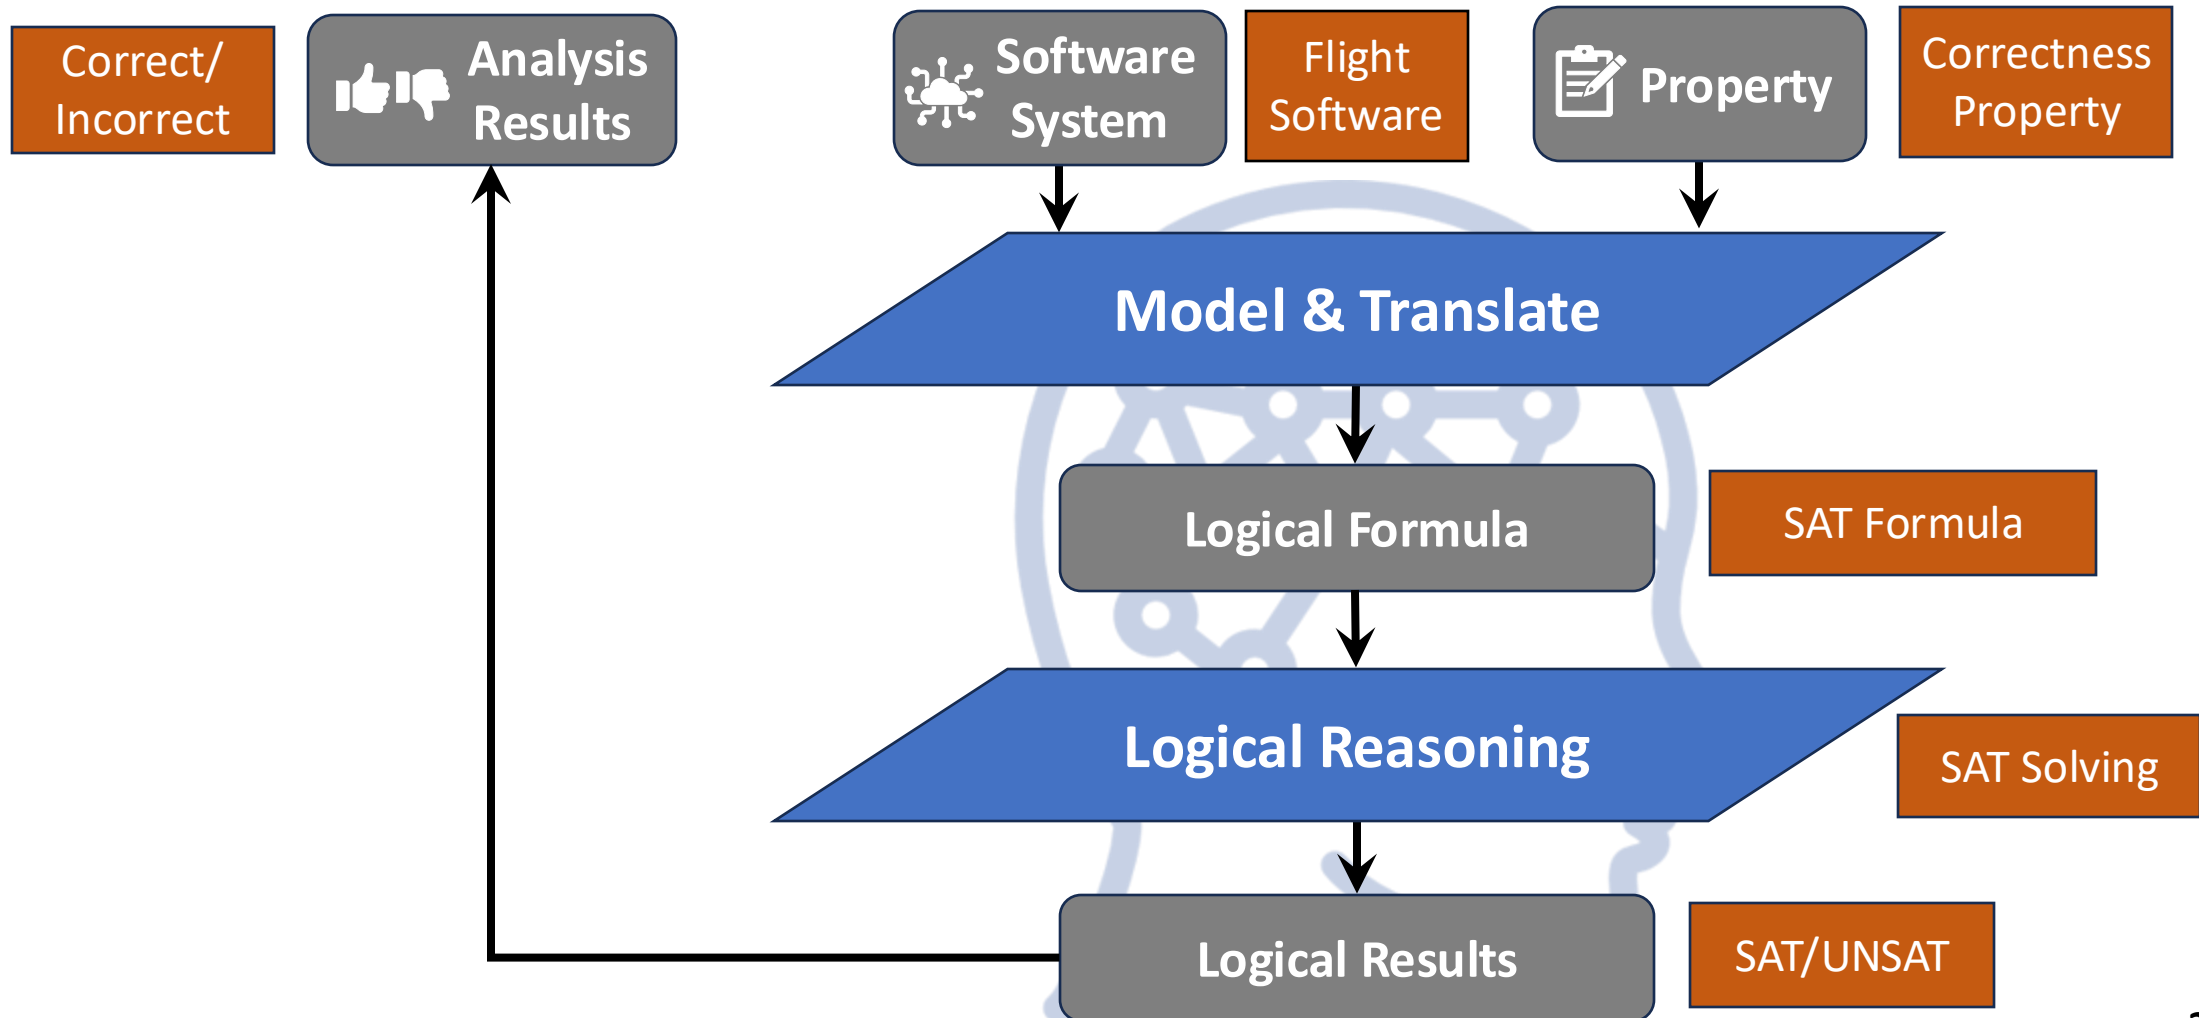 Correct/
Incorrect
Analysis
Results
Software
System
Flight
Software
Property
Correctness
Property
Model & Translate
Logical Formula
SAT Formula
Logical Reasoning
SAT Solving
Logical Results
SAT/UNSAT